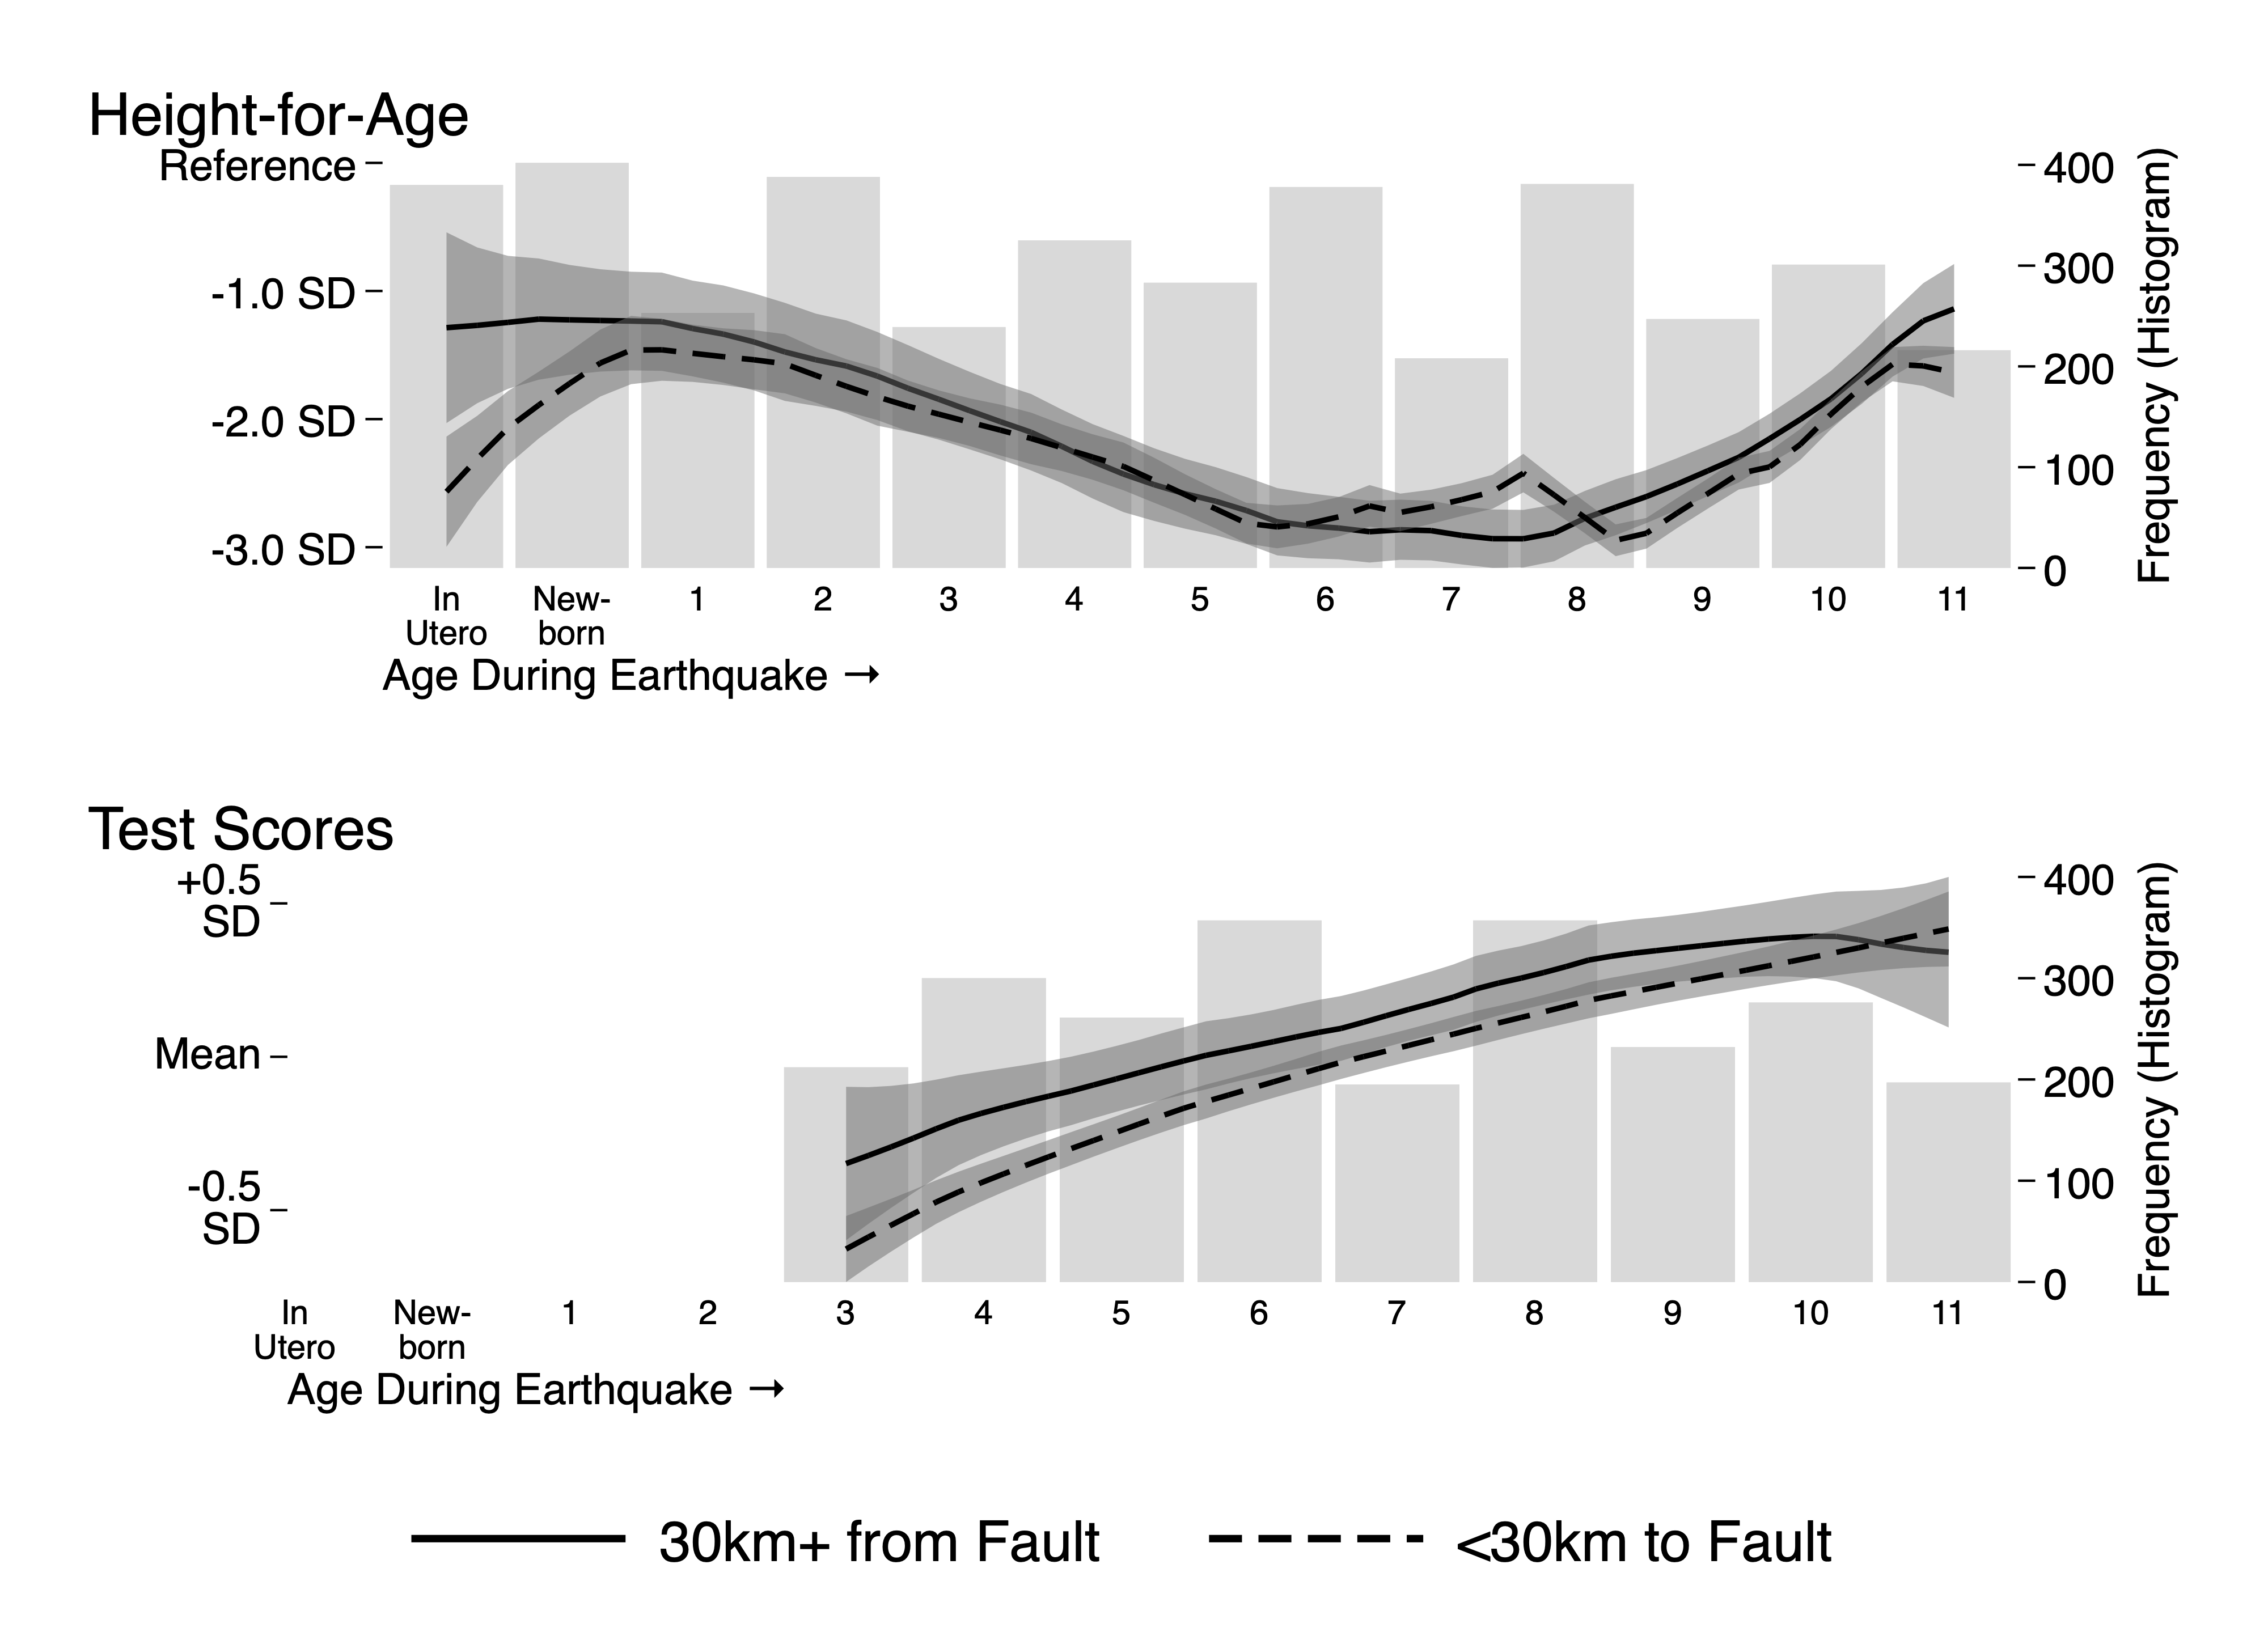 Height-for-Age
Reference
-1.0 SD
-2.0 SD
-3.0 SD
400
300
200
100
0
Frequency (Histogram)
In Utero
New-born
1 2 3 4 5 6 7 8 9 10 11
Age During Earthquake →
Test Scores
+0.5 SD
Mean
-0.5 SD
400
300
200
100
0
Frequency (Histogram)
In Utero
New-born
1 2 3 4 5 6 7 8 9 10 11
Age During Earthquake →
30km+ from Fault
<30km to Fault